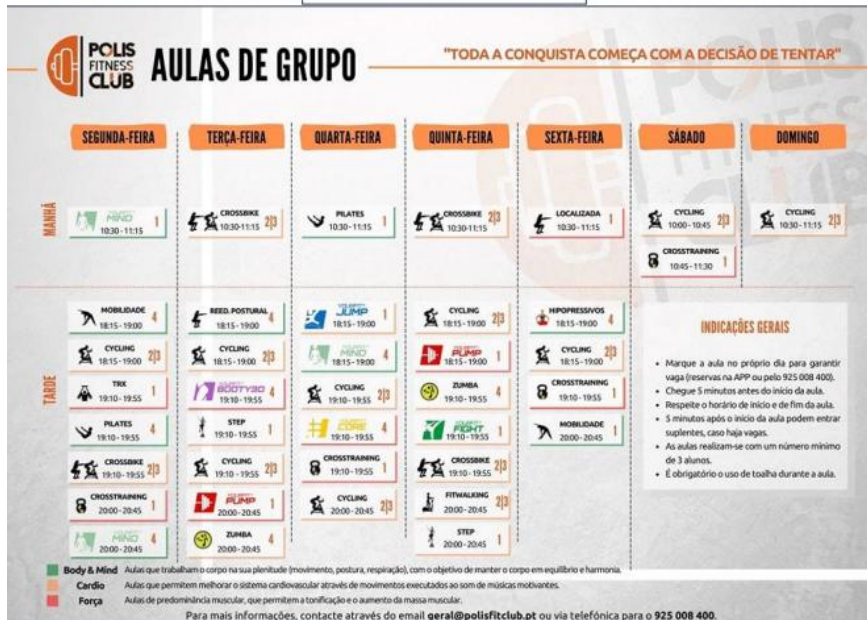 POLIS
FITNESS
CLUB
AULAS DE GRUPO
"TODA A CONQUISTA COMEÇA COM A DECISÃO DE TENTAR"
SEGUNDA-FEIRA
TERÇA-FEIRA
QUARTA-FEIRA
QUINTA-FEIRA
SEXTA-FEIRA
SÁBADO
DOMINGO
MANHÃ
MIND 1
10:30-11:15
CROSSBIKE 2|3
10:30-11:15
PILATES 1
10:30-11:15
CROSSBIKE 2|3
10:30-11:15
LOCALIZADA 1
10:30-11:15
CYCLING 2|3
10:00-10:45
CYCLING 2|3
10:30-11:15
CROSSTRAINING 1
10:45-11:30
TARDE
MOBILIDADE 4
18:15-19:00
CYCLING 2|3
18:15-19:00
TRX 1
19:10-19:55
PILATES 4
19:10-19:55
CROSSBIKE 2|3
19:10-19:55
CROSSTRAINING 1
20:00-20:45
MIND 4
20:00-20:45
REED. POSTURAL 4
18:15-19:00
CYCLING 2|3
18:15-19:00
BOOTY3D 4
19:10-19:55
STEP 1
19:10-19:55
CYCLING 2|3
19:10-19:55
PUMP 1
20:00-20:45
ZUMBA 4
20:00-20:45
JUMP 1
18:15-19:00
MIND 4
18:15-19:00
CYCLING 2|3
19:10-19:55
CORE 4
19:10-19:55
CROSSTRAINING 1
19:10-19:55
CYCLING 2|3
20:00-20:45
CYCLING 2|3
18:15-19:00
PUMP 1
18:15-19:00
ZUMBA 4
19:10-19:55
FIGHT 1
19:10-19:55
CROSSBIKE 2|3
19:10-19:55
FITWALKING 2|3
20:00-20:45
STEP 1
20:00-20:45
HIPOPRESSIVOS 4
18:15-19:00
CYCLING 2|3
18:15-19:00
CROSSTRAINING 1
19:10-19:55
MOBILIDADE 1
20:00-20:45
INDICAÇÕES GERAIS
• Marque a aula no próprio dia para garantir
vaga (reservas na APP ou pelo 925 008 400).
• Chegue 5 minutos antes do início da aula.
• Respeite o horário de início e de fim da aula.
• 5 minutos após o início da aula podem entrar
suplentes, caso haja vagas.
• As aulas realizam-se com um número mínimo
de 3 alunos.
• É obrigatório o uso de toalha durante a aula.
Body & Mind Aulas que trabalham o corpo na sua plenitude (movimento, postura, respiração), com o objetivo de manter o corpo em equilíbrio e harmonia.
Cardio Aulas que permitem melhorar o sistema cardiovascular através de movimentos executados ao som de músicas motivantes.
Força Aulas de predominância muscular, que permitem a tonificação e o aumento da massa muscular.
Para mais informações, contacte através do email geral@polisfitclub.pt ou via telefónica para o 925 008 400.